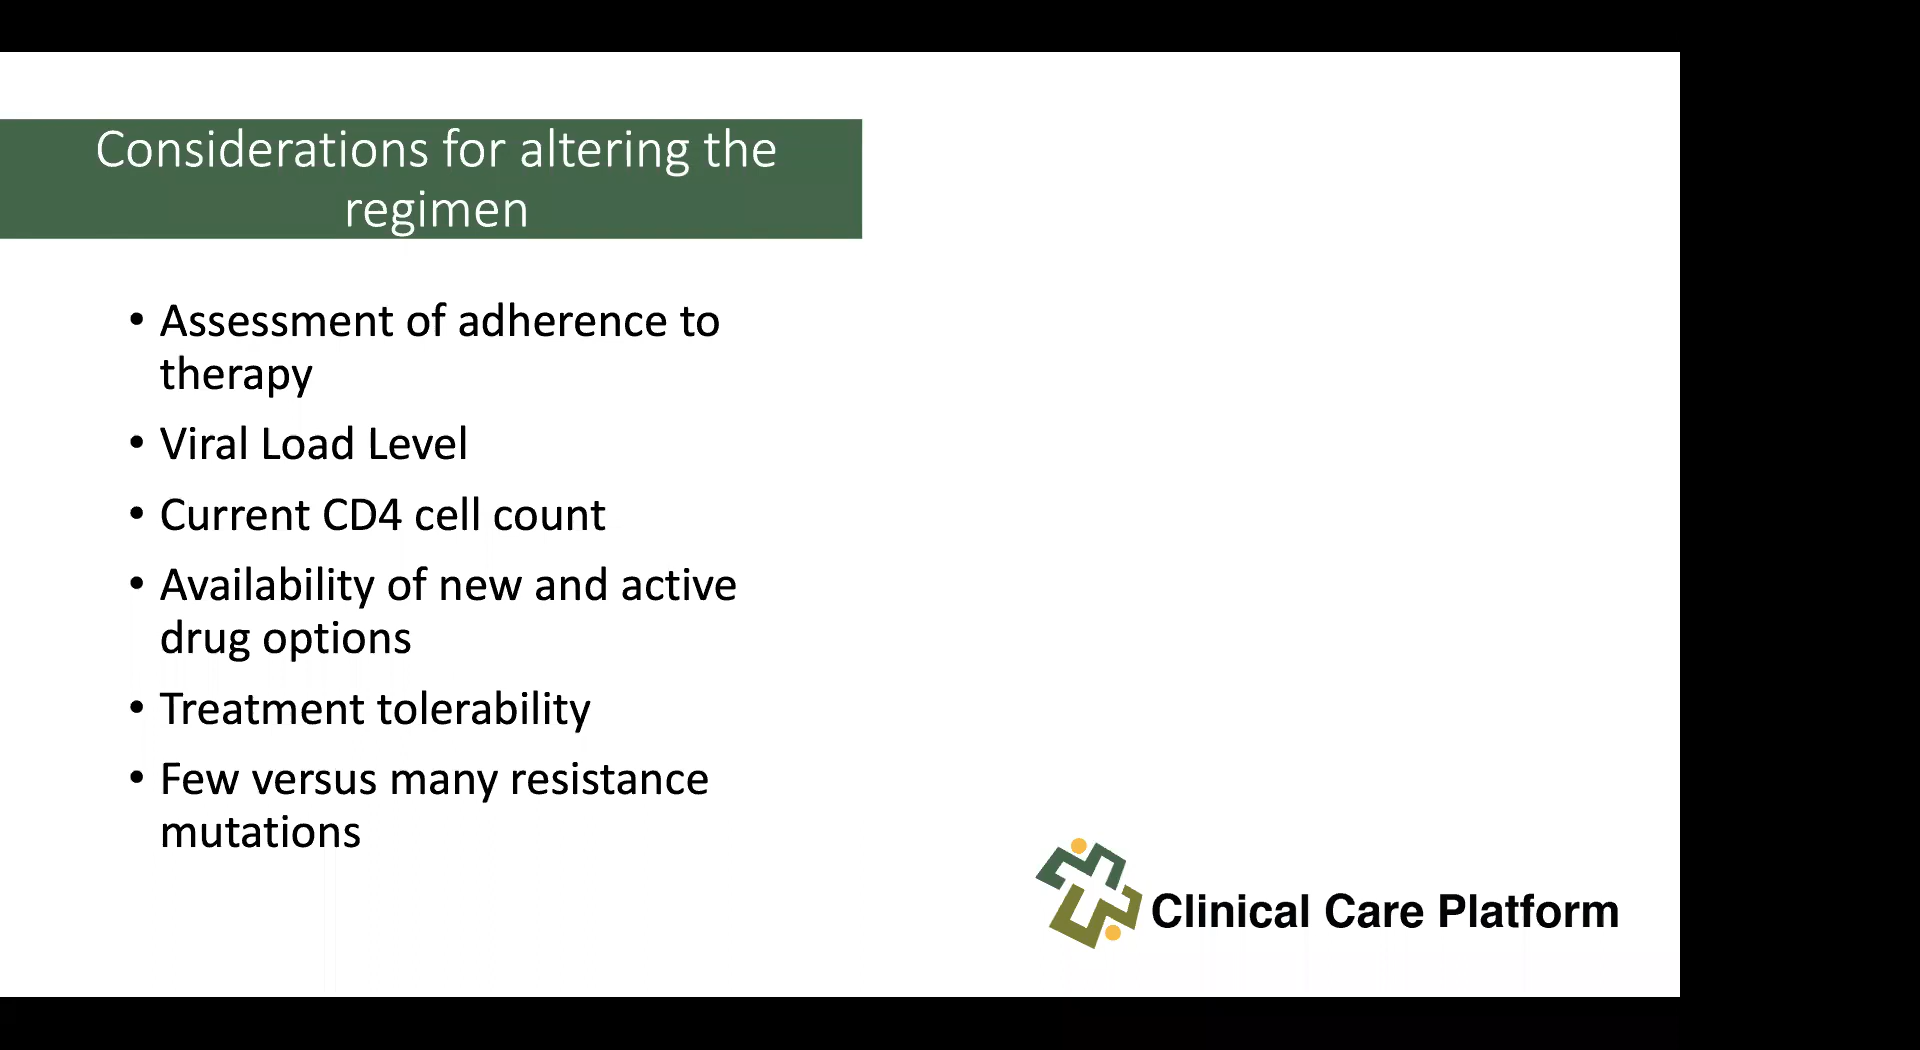 Considerations for altering the
regimen
• Assessment of adherence to
therapy
• Viral Load Level
• Current CD4 cell count
• Availability of new and active
drug options
• Treatment tolerability
• Few versus many resistance
mutations
Clinical Care Platform